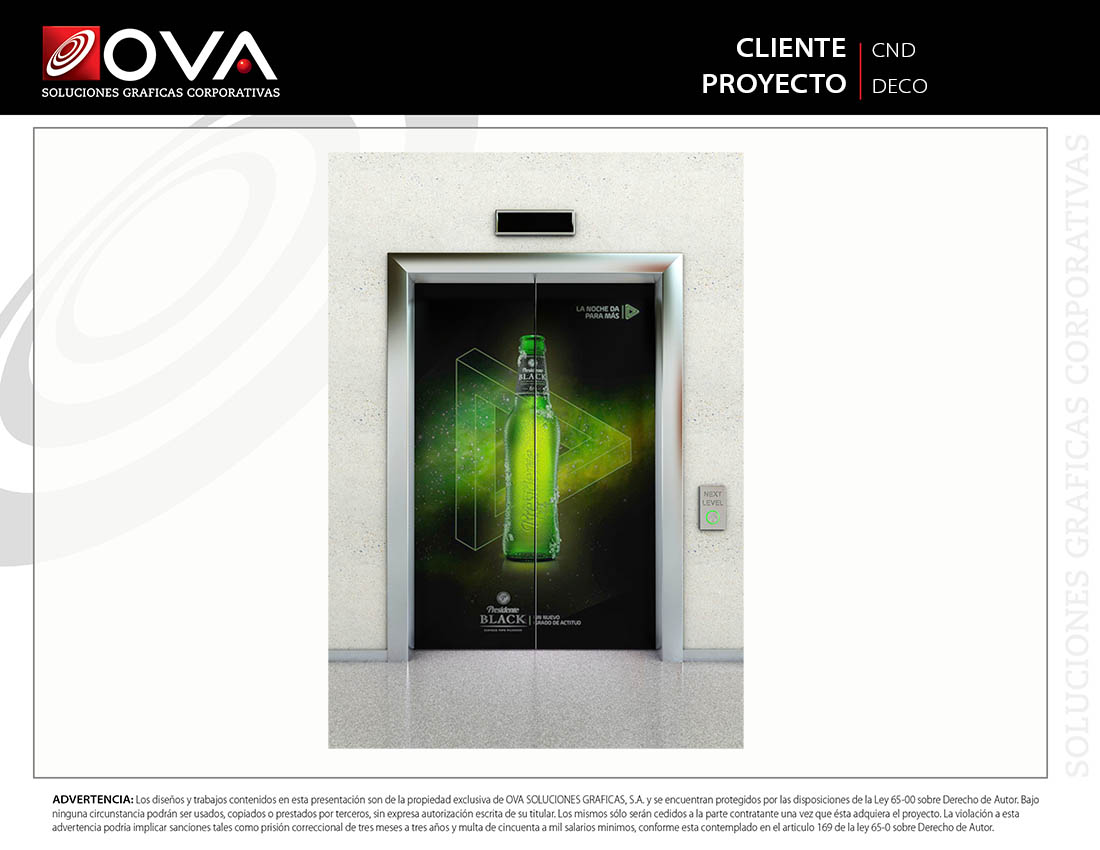 OVA
SOLUCIONES GRAFICAS CORPORATIVAS
CLIENTE CND
PROYECTO DECO
SOLUCIONES GRAFICAS CORPORATIVAS
LA NOCHE DA
PARA MÁS
Presidente
BLACK
Presidente
NEXT
LEVEL
Presidente
BLACK
UN NUEVO
GRADO DE ACTITUD
ADVERTENCIA: Los diseños y trabajos contenidos en esta presentación son de la propiedad exclusiva de OVA SOLUCIONES GRAFICAS, S.A. y se encuentran protegidos por las disposiciones de la Ley 65-00 sobre Derecho de Autor. Bajo
ninguna circunstancia podrán ser usados, copiados o prestados por terceros, sin expresa autorización escrita de su titular. Los mismos sólo serán cedidos a la parte contratante una vez que ésta adquiera el proyecto. La violación a esta
advertencia podria implicar sanciones tales como prisión correccional de tres meses a tres años y multa de cincuenta a mil salarios minimos, conforme esta contemplado en el articulo 169 de la ley 65-0 sobre Derecho de Autor.